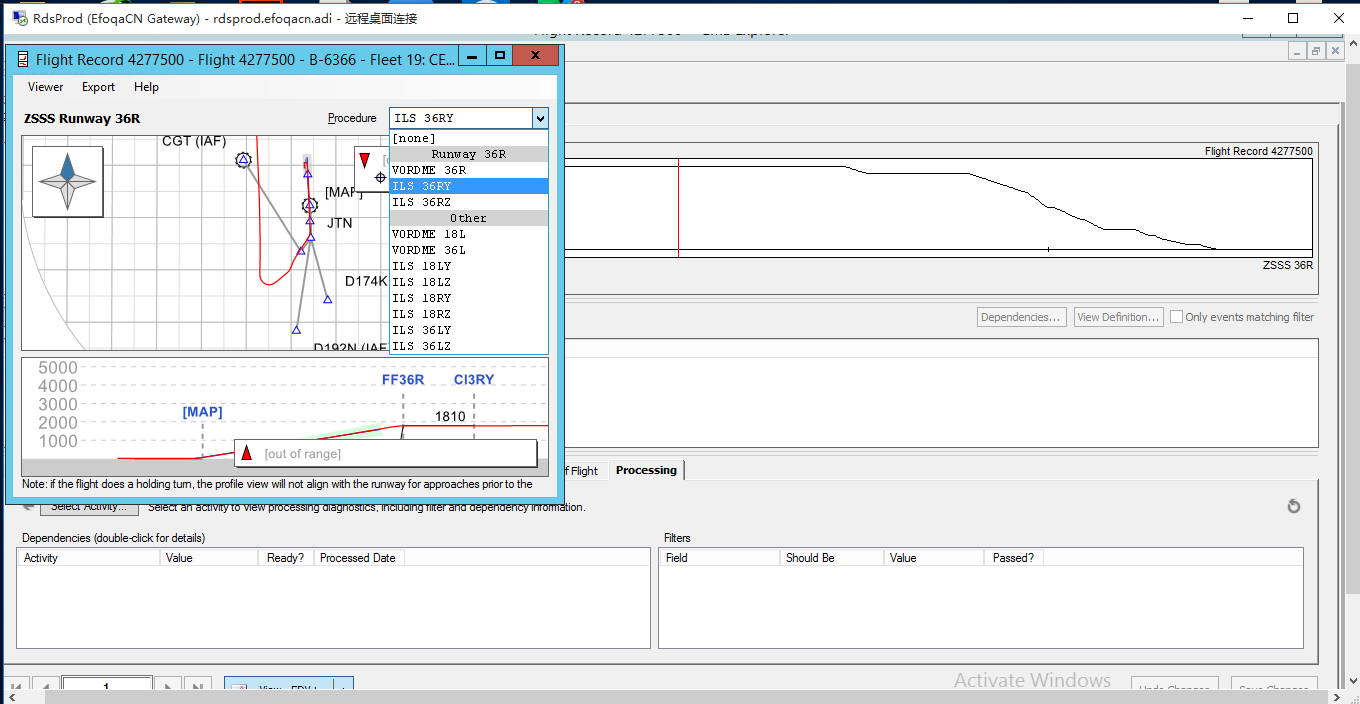 RdsProd (EfoqaCN Gateway) - rdsprod.efoqacn.adi - 远程桌面连接
Flight Record 4277500 - Flight 4277500 - B-6366 - Fleet 19: CE...
Viewer Export Help
ZSSS Runway 36R
Procedure
ILS 36RY
[none]
Runway 36R
VORDME 36R
ILS 36RY
ILS 36RZ
Other
VORDME 18L
VORDME 36L
ILS 18LY
ILS 18LZ
ILS 18RY
ILS 18RZ
ILS 36LY
ILS 36LZ
CGT (IAF)
[MAP]
JTN
D174K
D192N (IAF
5000
4000
3000
2000
1000
[MAP]
FF36R
CI3RY
1810
[out of range]
Note: if the flight does a holding turn, the profile view will not align with the runway for approaches prior to the
Flight Record 4277500
ZSSS 36R
Dependencies... View Definition... Only events matching filter
f Flight
Processing
Select Activity... Select an activity to view processing diagnostics, including filter and dependency information.
Dependencies (double-click for details)
Activity Value Ready? Processed Date
Filters
Field Should Be Value Passed?
1
Activate Windows
Undo Changes
Save Changes